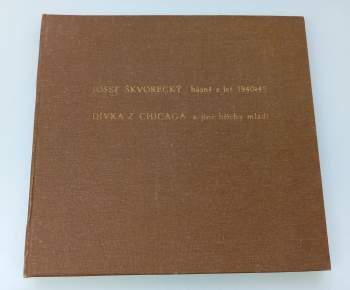 JOSEF ŠKVORECKÝ básně z let 1940-45
DÍVKA Z CHICAGA a jiné hříchy mládí